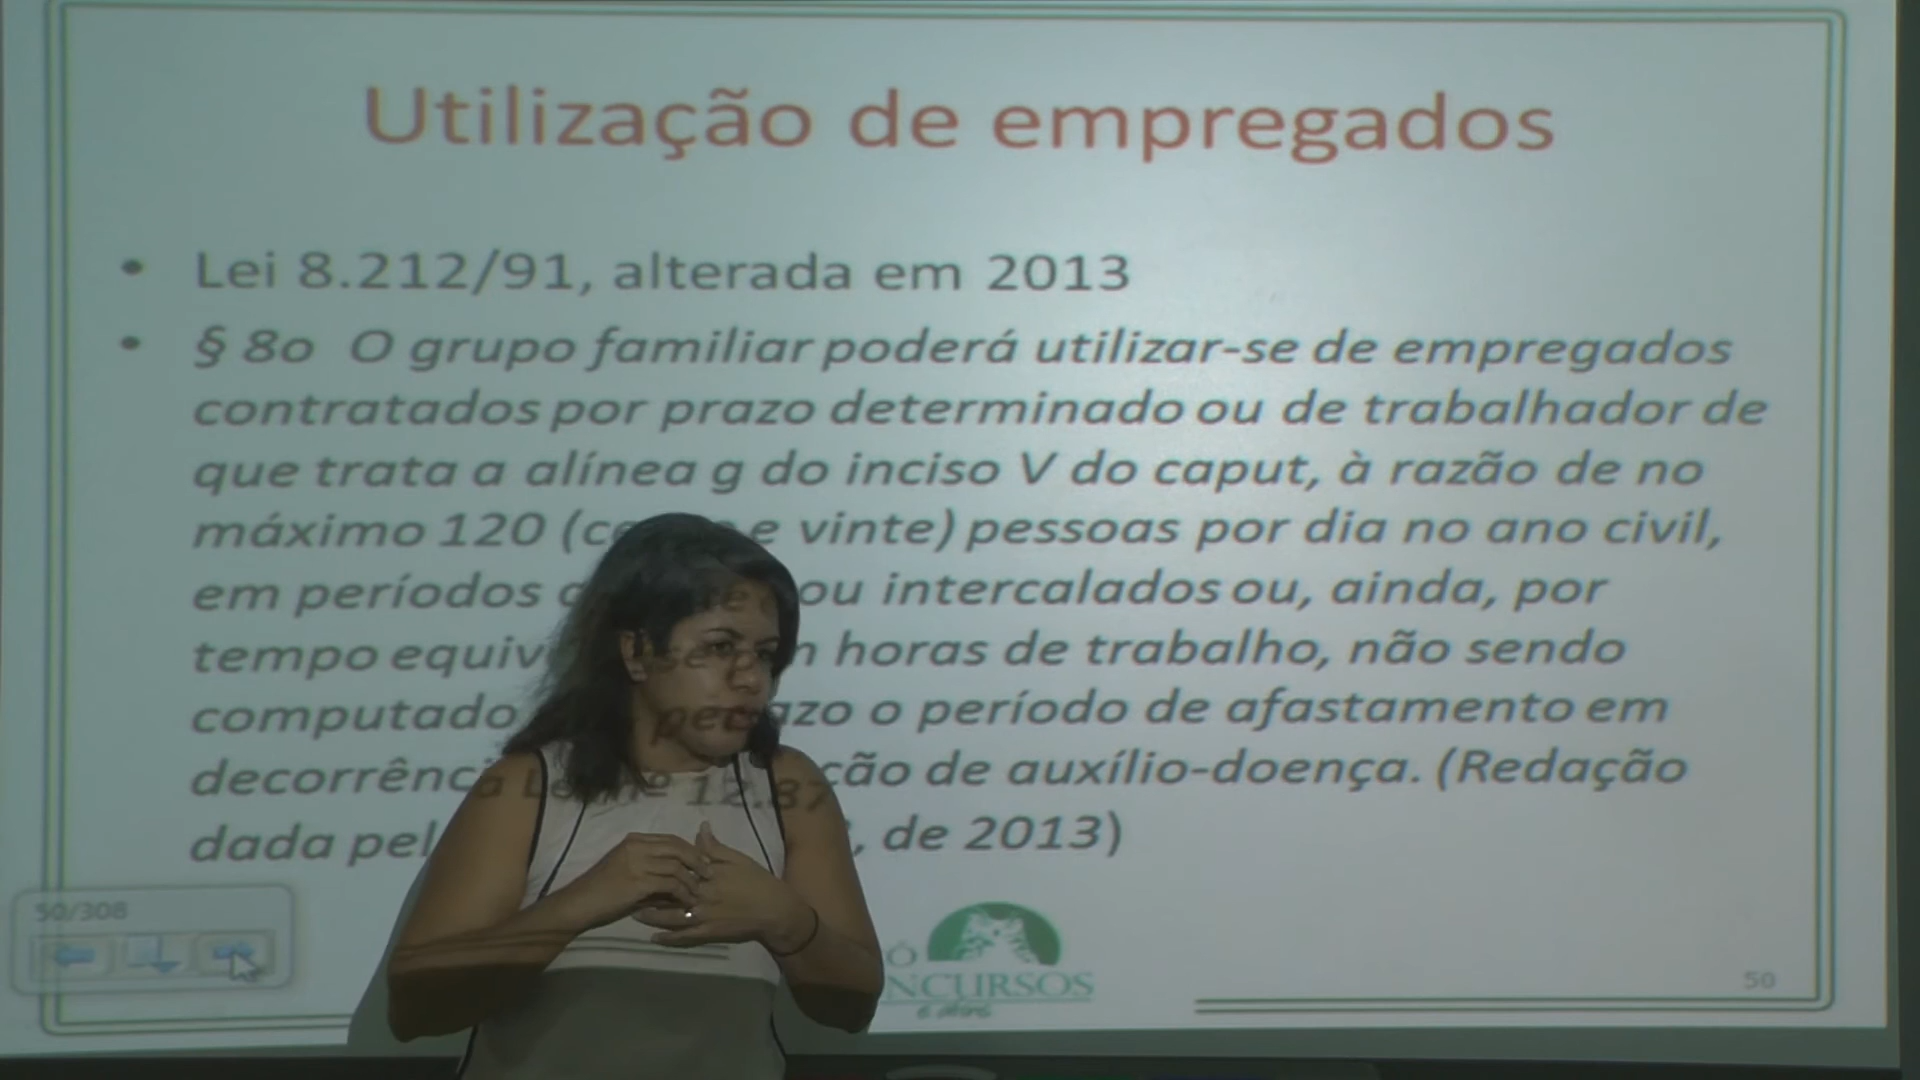 Utilização de empregados
• Lei 8.212/91, alterada em 2013
• § 8o O grupo familiar poderá utilizar-se de empregados
contratados por prazo determinado ou de trabalhador de
que trata a alínea g do inciso V do caput, à razão de no
máximo 120 e vinte) pessoas por dia no ano civil,
em períodos ou intercalados ou, ainda, por
tempo horas de trabalho, não sendo
computado o período de afastamento em
de auxílio-doença. (Redação
dada , de 2013)
50/308
NCURSOS
50